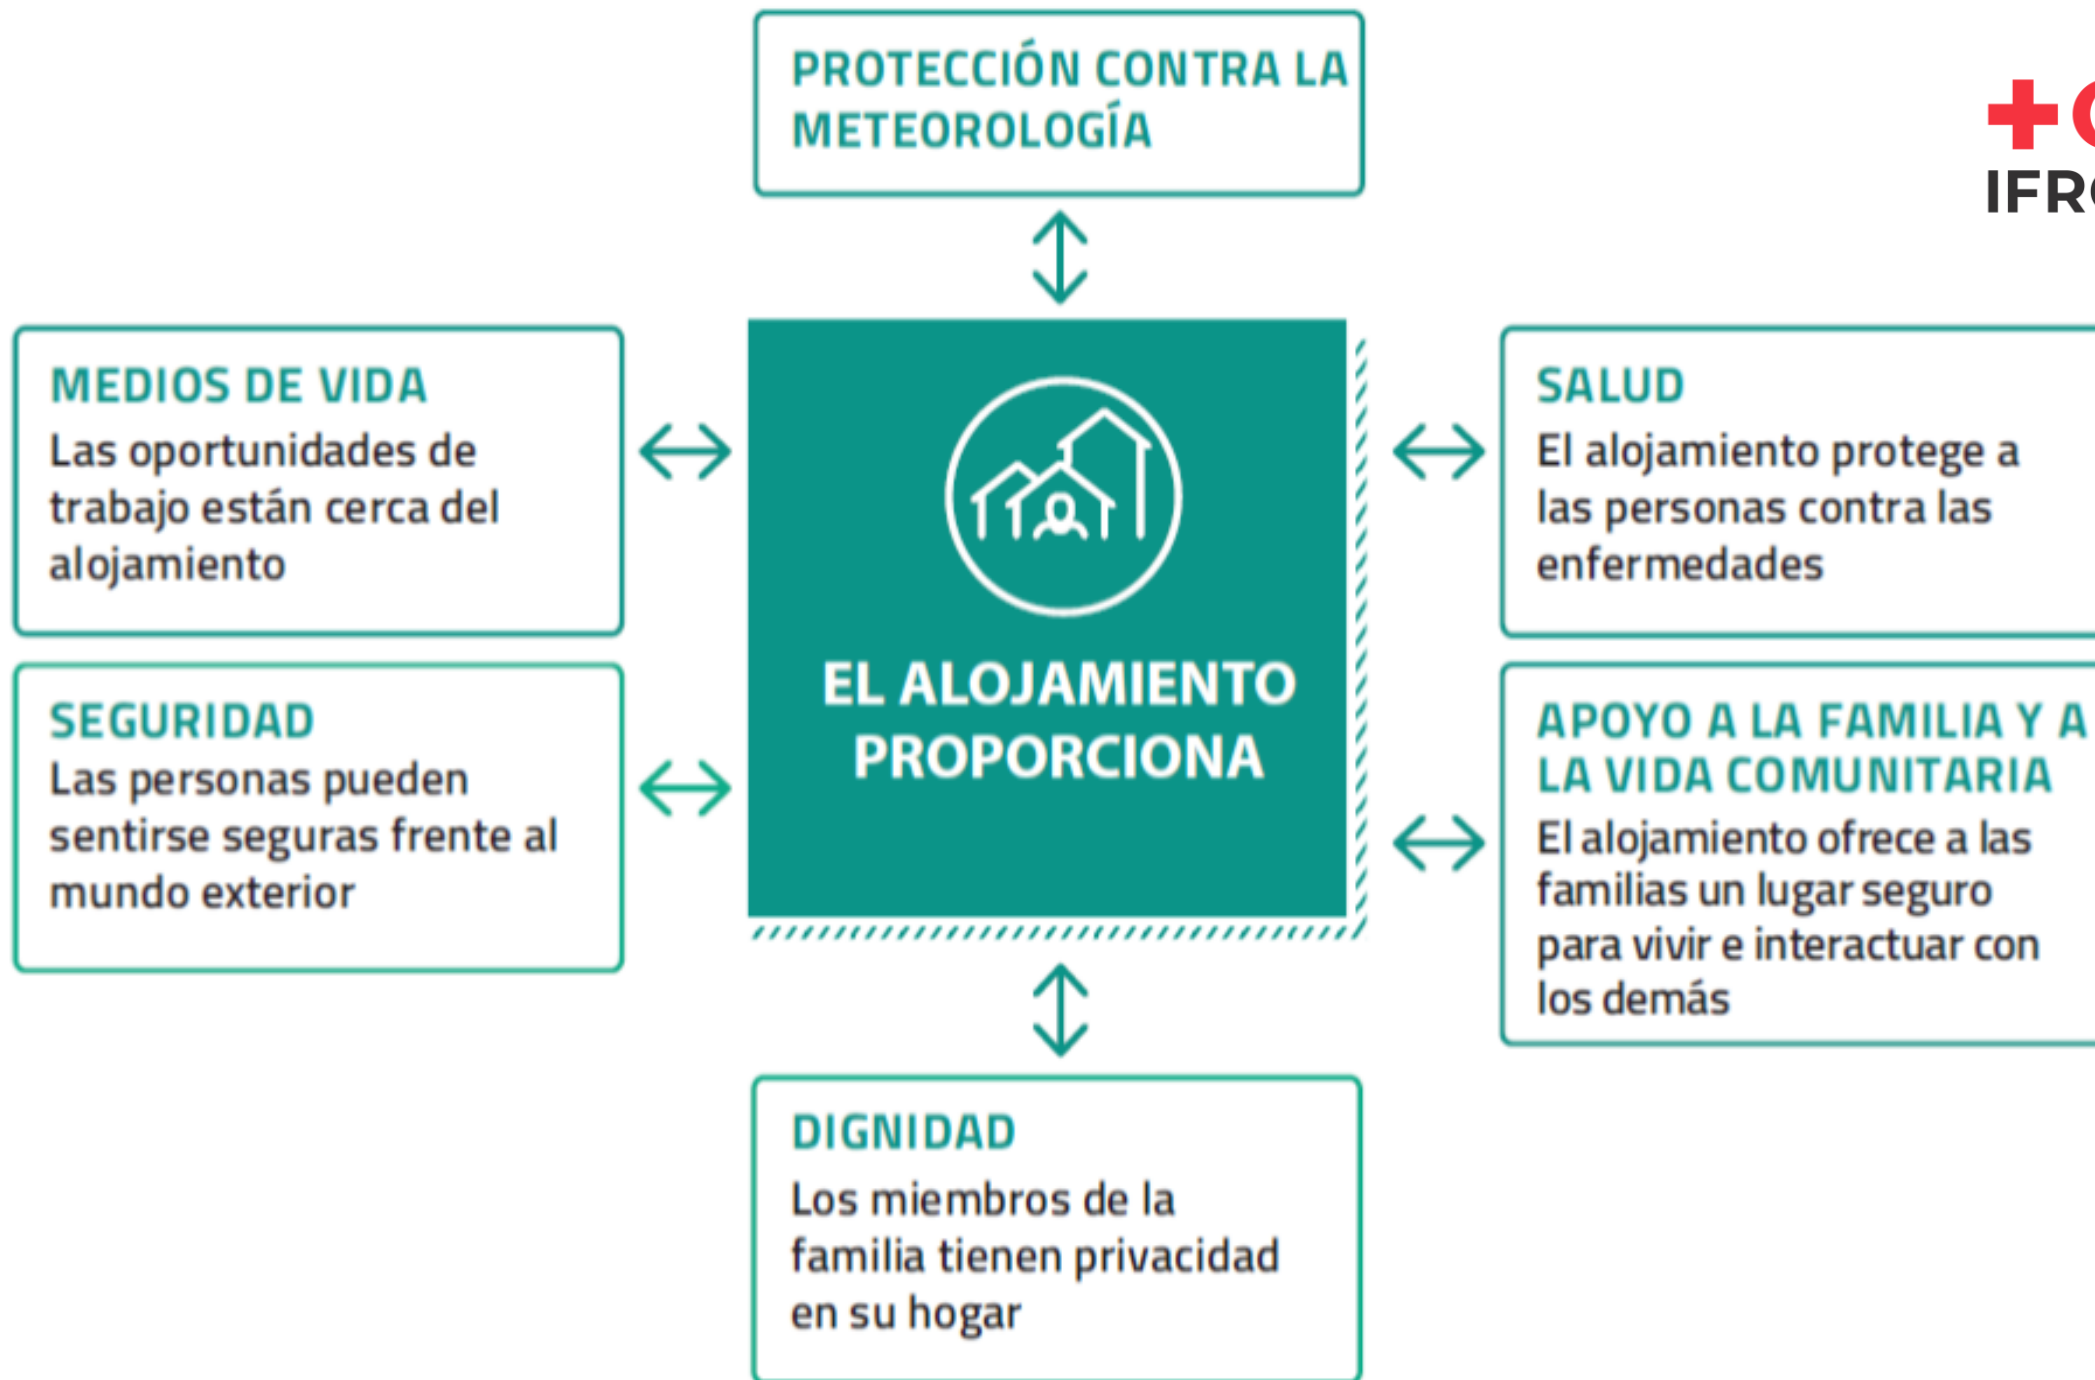 PROTECCIÓN CONTRA LA
METEOROLOGÍA
MEDIOS DE VIDA
Las oportunidades de
trabajo están cerca del
alojamiento
SEGURIDAD
Las personas pueden
sentirse seguras frente al
mundo exterior
EL ALOJAMIENTO
PROPORCIONA
SALUD
El alojamiento protege a
las personas contra las
enfermedades
APOYO A LA FAMILIA Y A
LA VIDA COMUNITARIA
El alojamiento ofrece a las
familias un lugar seguro
para vivir e interactuar con
los demás
DIGNIDAD
Los miembros de la
familia tienen privacidad
en su hogar